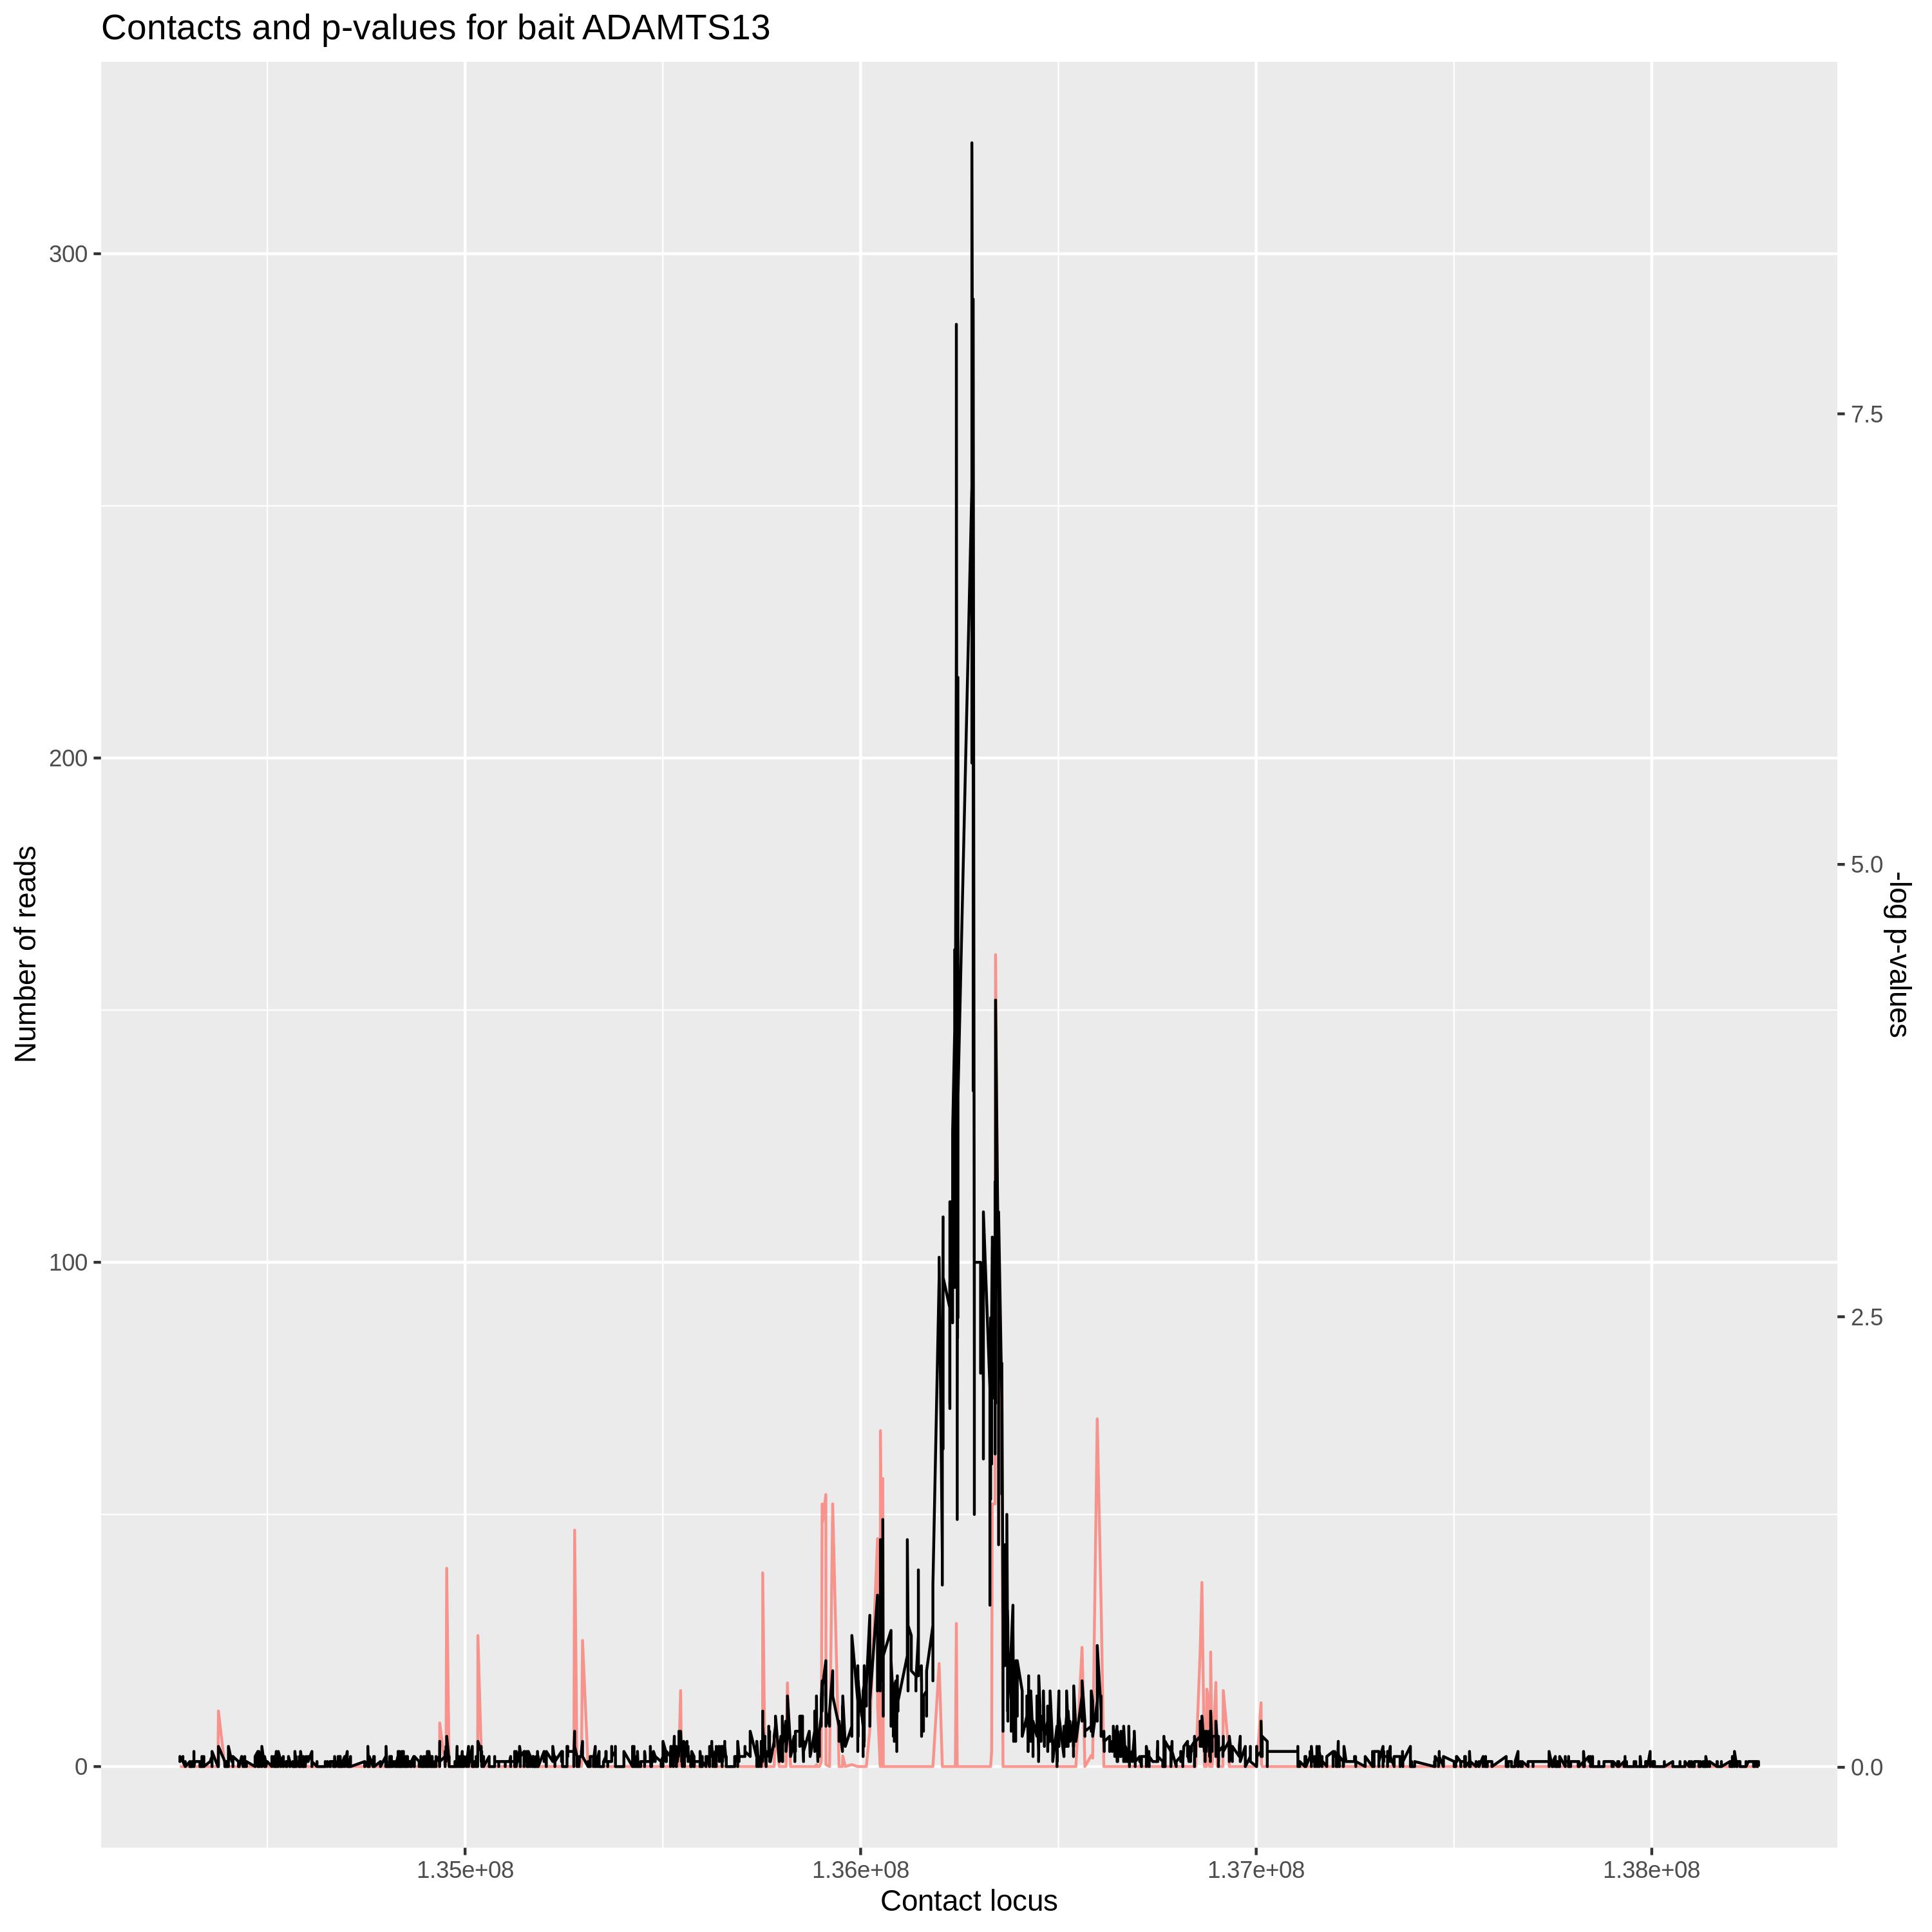 Contacts and p-values for bait ADAMTS13
300
200
100
0
Number of reads
7.5
5.0
2.5
0.0
-log p-values
1.35e+08
1.36e+08
1.37e+08
1.38e+08
Contact locus